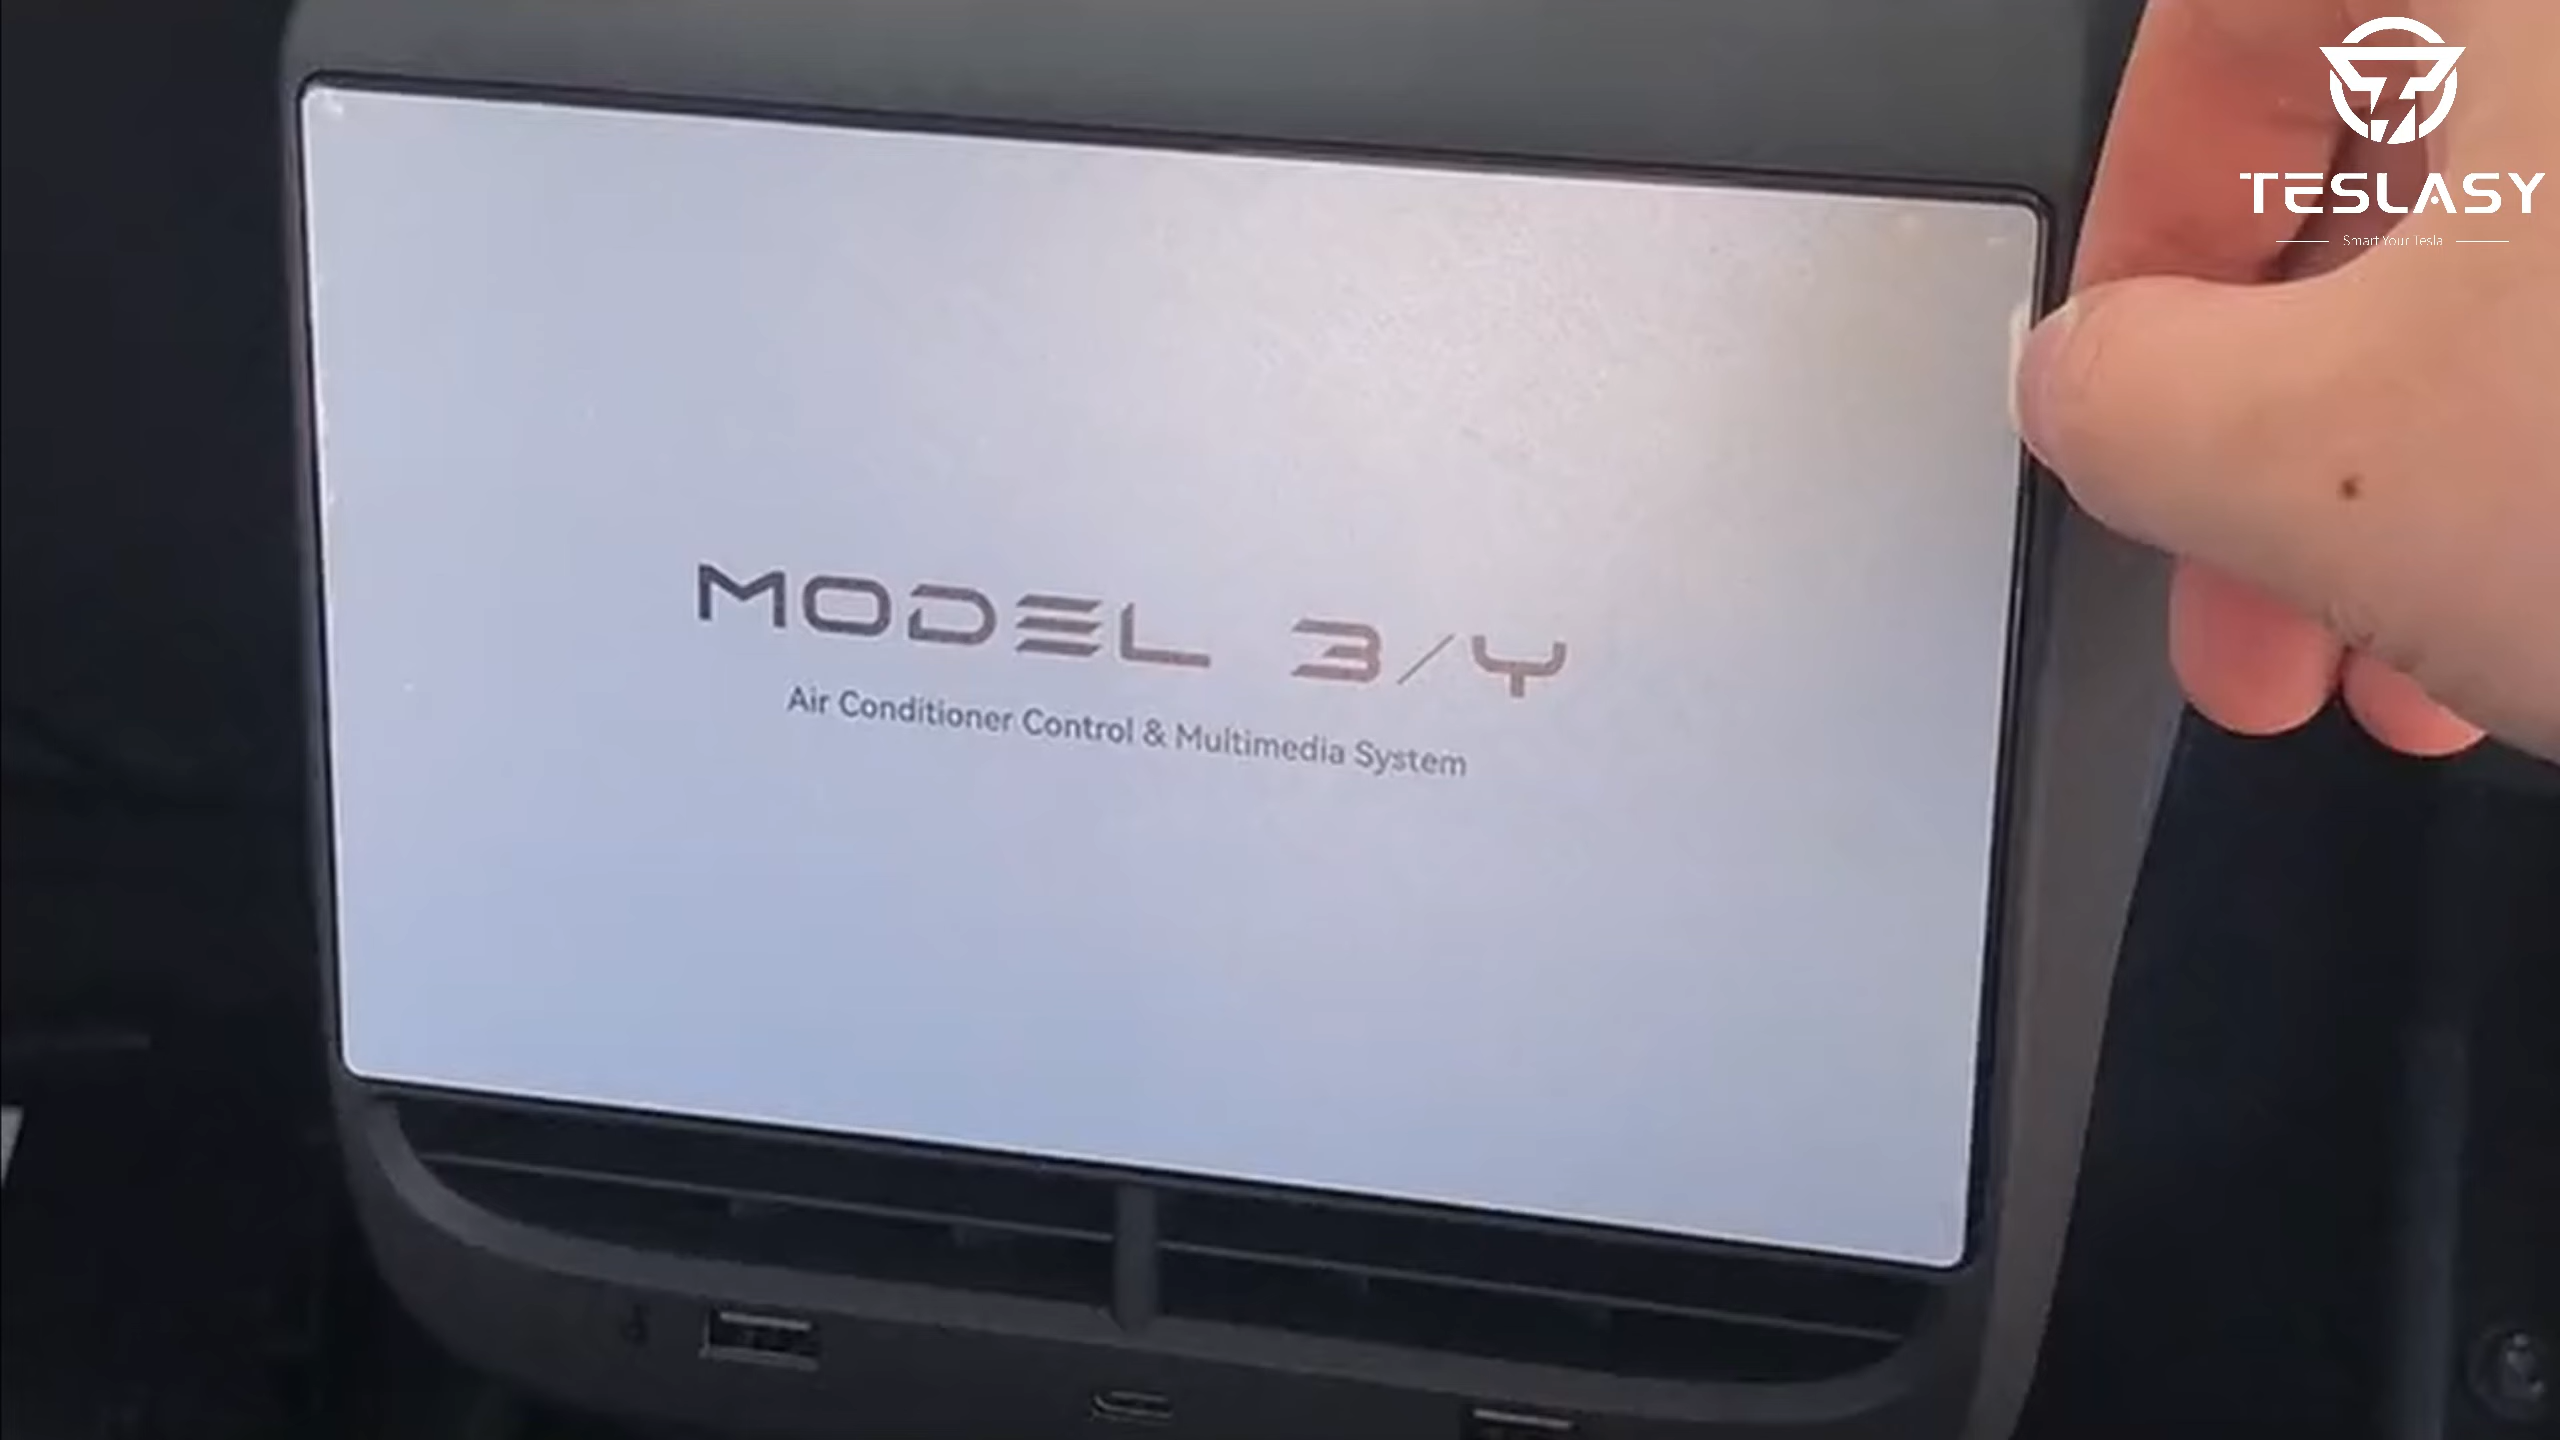 TESLASY
Smart Your Tesla
MODEL 3/Y
Air Conditioner Control & Multimedia System